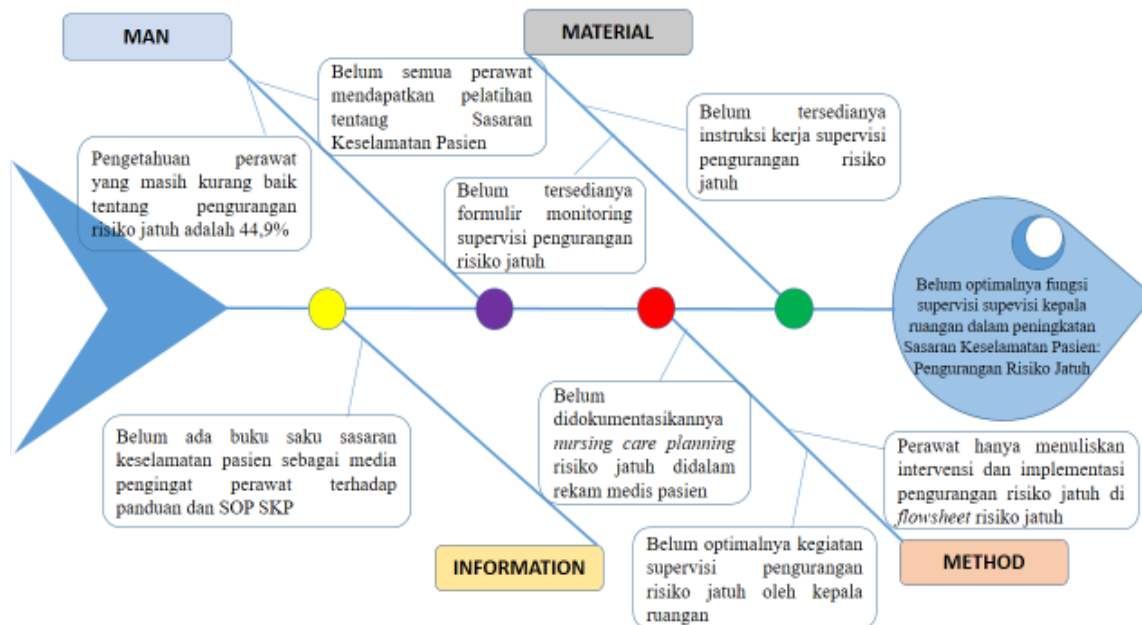 MAN
MATERIAL
Belum semua perawat
mendapatkan pelatihan
tentang Sasaran
Keselamatan Pasien
Pengetahuan perawat
yang masih kurang baik
tentang pengurangan
risiko jatuh adalah 44,9%
Belum tersedianya
instruksi kerja supervisi
pengurangan risiko
jatuh
Belum tersedianya
formulir monitoring
supervisi pengurangan
risiko jatuh
Belum optimalnya fungsi
supervisi supevisi kepala
ruangan dalam peningkatan
Sasaran Keselamatan Pasien:
Pengurangan Risiko Jatuh
Belum ada buku saku sasaran
keselamatan pasien sebagai media
pengingat perawat terhadap
panduan dan SOP SKP
Belum
didokumentasikannya
nursing care planning
risiko jatuh didalam
rekam medis pasien
Perawat hanya menuliskan
intervensi dan implementasi
pengurangan risiko jatuh di
flowsheet risiko jatuh
Belum optimalnya kegiatan
supervisi pengurangan
risiko jatuh oleh kepala
ruangan
INFORMATION
METHOD